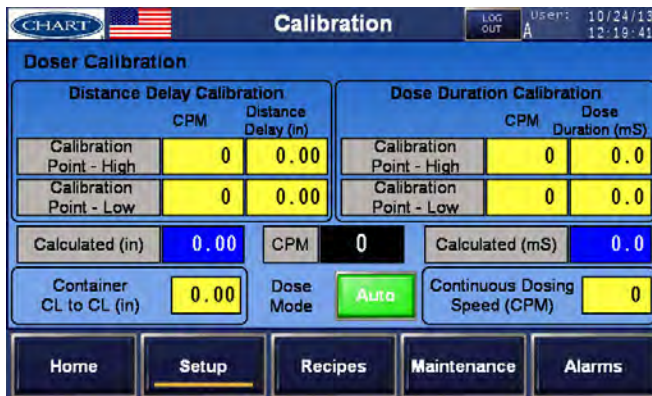 CHART
Calibration
LOG
OUT
User:
A
10/24/13
12:19:41
Doser Calibration
Distance Delay Calibration
CPM
Distance
Delay (in)
Calibration
Point - High
0
0.00
Calibration
Point - Low
0
0.00
Dose Duration Calibration
CPM
Dose
Duration (mS)
Calibration
Point - High
0
0.0
Calibration
Point - Low
0
0.0
Calculated (in)
0.00
CPM
0
Calculated (mS)
0.0
Container
CL to CL (in)
0.00
Dose
Mode
Auto
Continuous Dosing
Speed (CPM)
0
Home
Setup
Recipes
Maintenance
Alarms